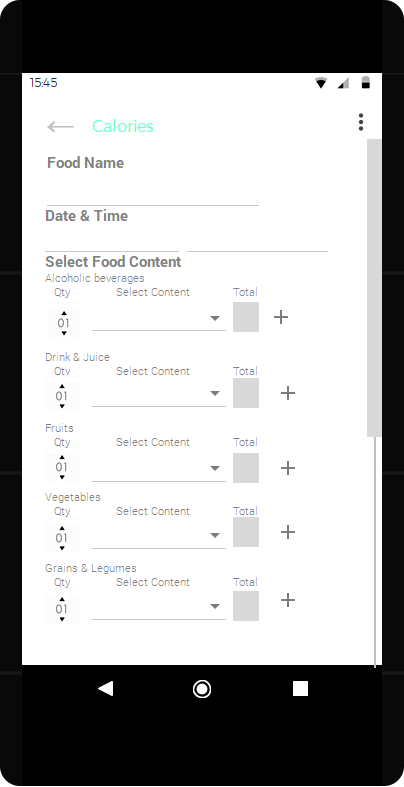 15:45
Calories
Food Name
Date & Time
Select Food Content
Alcoholic beverages
Qty Select Content Total
01
Drink & Juice
Qty Select Content Total
01
Fruits
Qty Select Content Total
01
Vegetables
Qty Select Content Total
01
Grains & Legumes
Qty Select Content Total
01